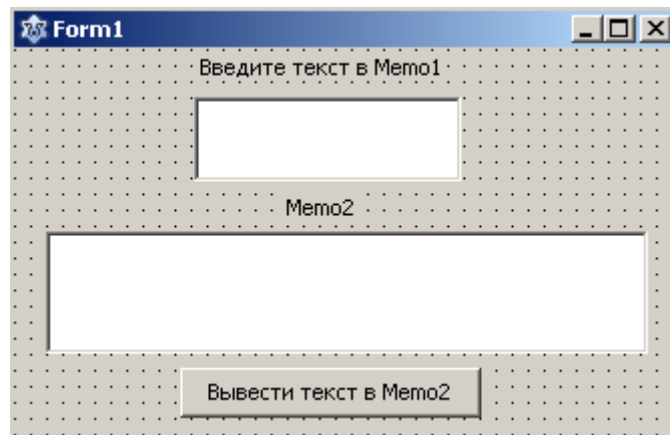 Form1
Введите текст в Memo1
Memo2
Вывести текст в Memo2